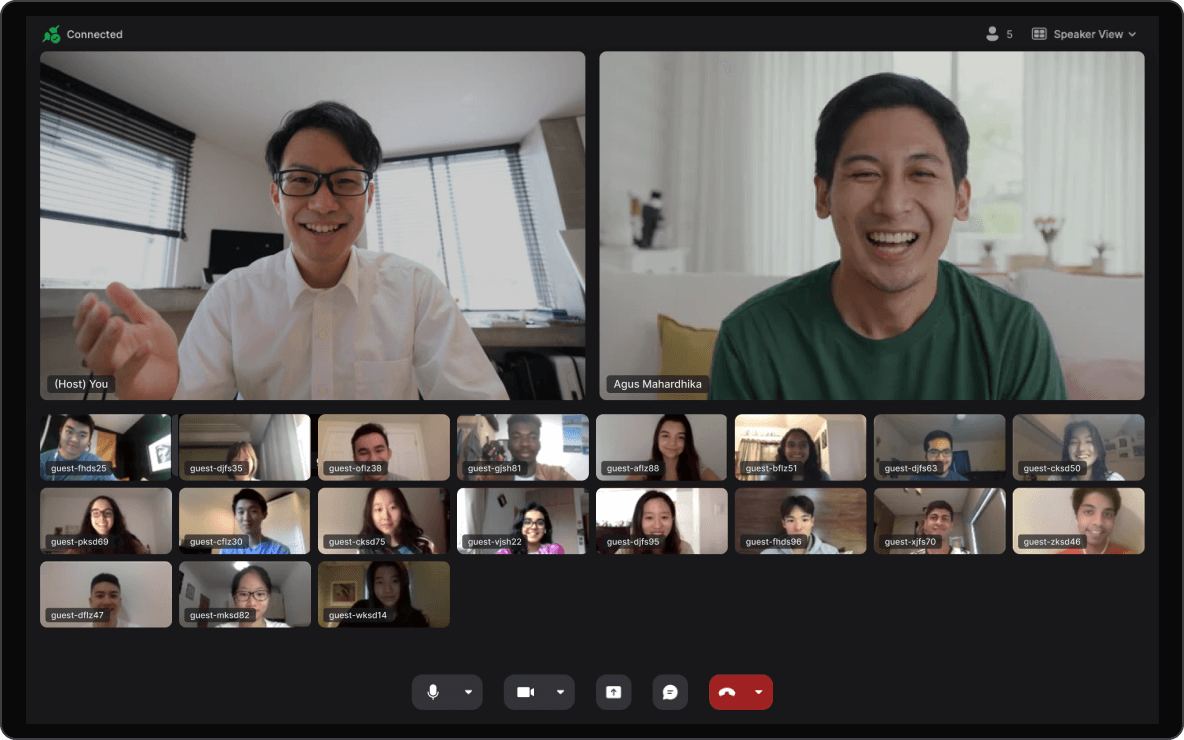 Connected
5
Speaker View
(Host) You
Agus Mahardhika
guest-fhds25
guest-djfs35
guest-oflz38
guest-gjsh81
guest-aflz88
guest-bflz51
guest-djfs63
guest-cksd50
guest-pksd69
guest-cflz30
guest-cksd75
guest-vjsh22
guest-djfs95
guest-fhds96
guest-xjfs70
guest-zksd46
guest-dflz47
guest-mksd82
guest-wksd14